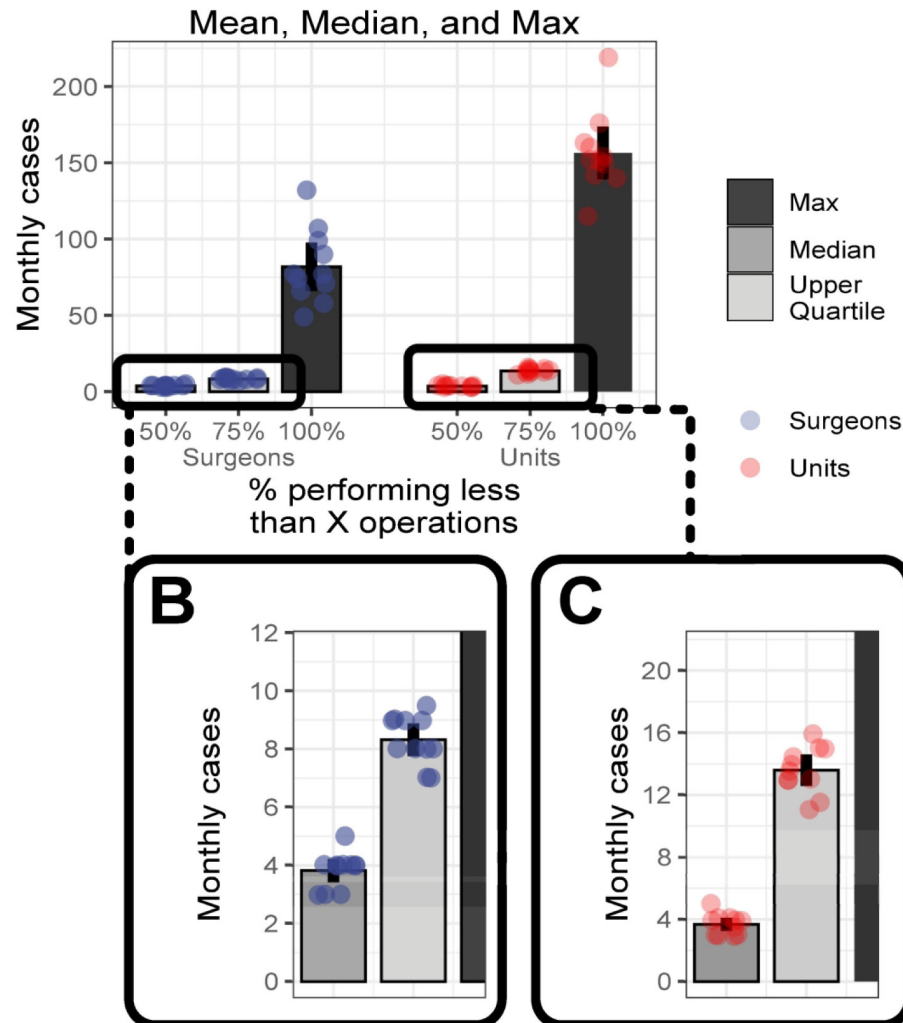 Mean, Median, and Max
Monthly cases
200
150
100
50
0
50% 75% 100% 50% 75% 100%
Surgeons Units
% performing less
than X operations
Max
Median
Upper
Quartile
Surgeons
Units
B
Monthly cases
12
10
8
6
4
2
0
C
Monthly cases
20
16
12
8
4
0